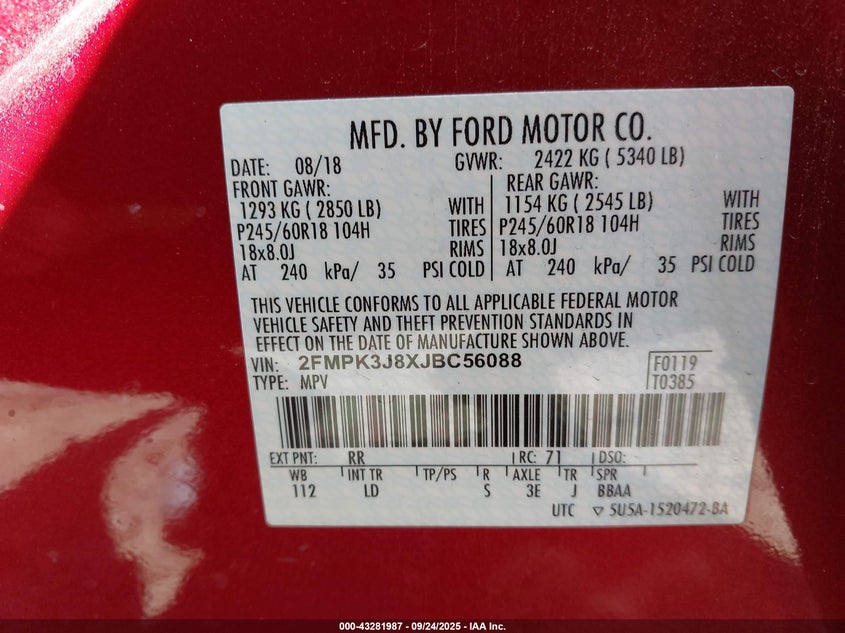 MFD. BY FORD MOTOR CO.
DATE: 08/18 GVWR: 2422 KG ( 5340 LB)
FRONT GAWR: REAR GAWR:
1293 KG ( 2850 LB) WITH 1154 KG ( 2545 LB) WITH
P245/60R18 104H TIRES P245/60R18 104H TIRES
18x8.0J RIMS 18x8.0J RIMS
AT 240 kPa/ 35 PSI COLD AT 240 kPa/ 35 PSI COLD
THIS VEHICLE CONFORMS TO ALL APPLICABLE FEDERAL MOTOR
VEHICLE SAFETY AND THEFT PREVENTION STANDARDS IN
EFFECT ON THE DATE OF MANUFACTURE SHOWN ABOVE.
VIN: 2FMPK3J8XJBC56088 F0119
TYPE: MPV T0385
EXT PNT: RR RC: 71 DSO:
WB INT TR TP/PS R AXLE TR SPR
112 LD S 3E J BBAA
UTC ▽ 5U5A-1520472-BA
000-43281987 - 09/24/2025 - IAA Inc.